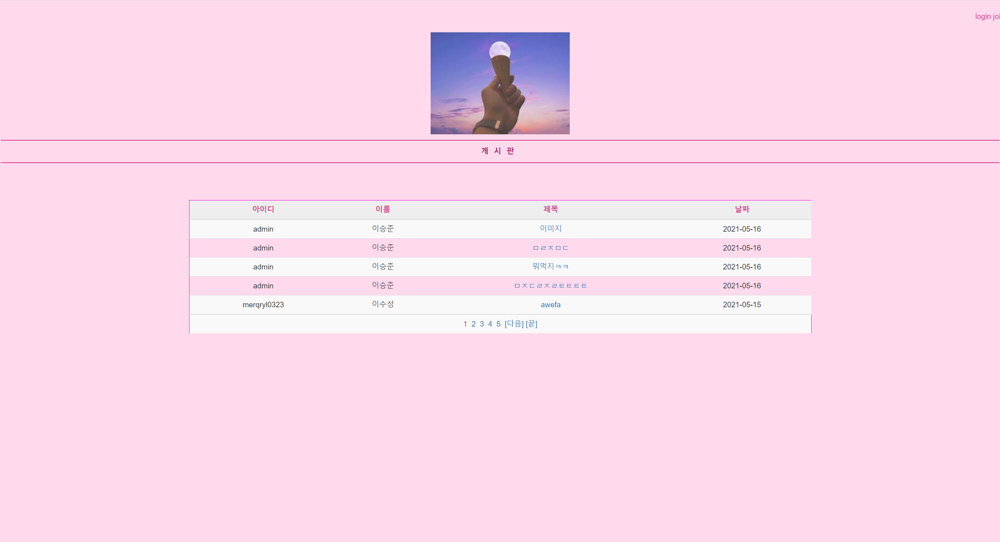 login joi
게 시 판
아이디 이름 제목 날짜
admin 이승준 이미지 2021-05-16
admin 이승준 ㅁㄹㅈㅁㄷ 2021-05-16
admin 이승준 뭐먹지ㅋㅋ 2021-05-16
admin 이승준 ㅁㅈㄷㄹㅈㄹㅌㅌㅌㅌ 2021-05-16
merqryl0323 이수성 awefa 2021-05-15
1 2 3 4 5 [다음] [끝]